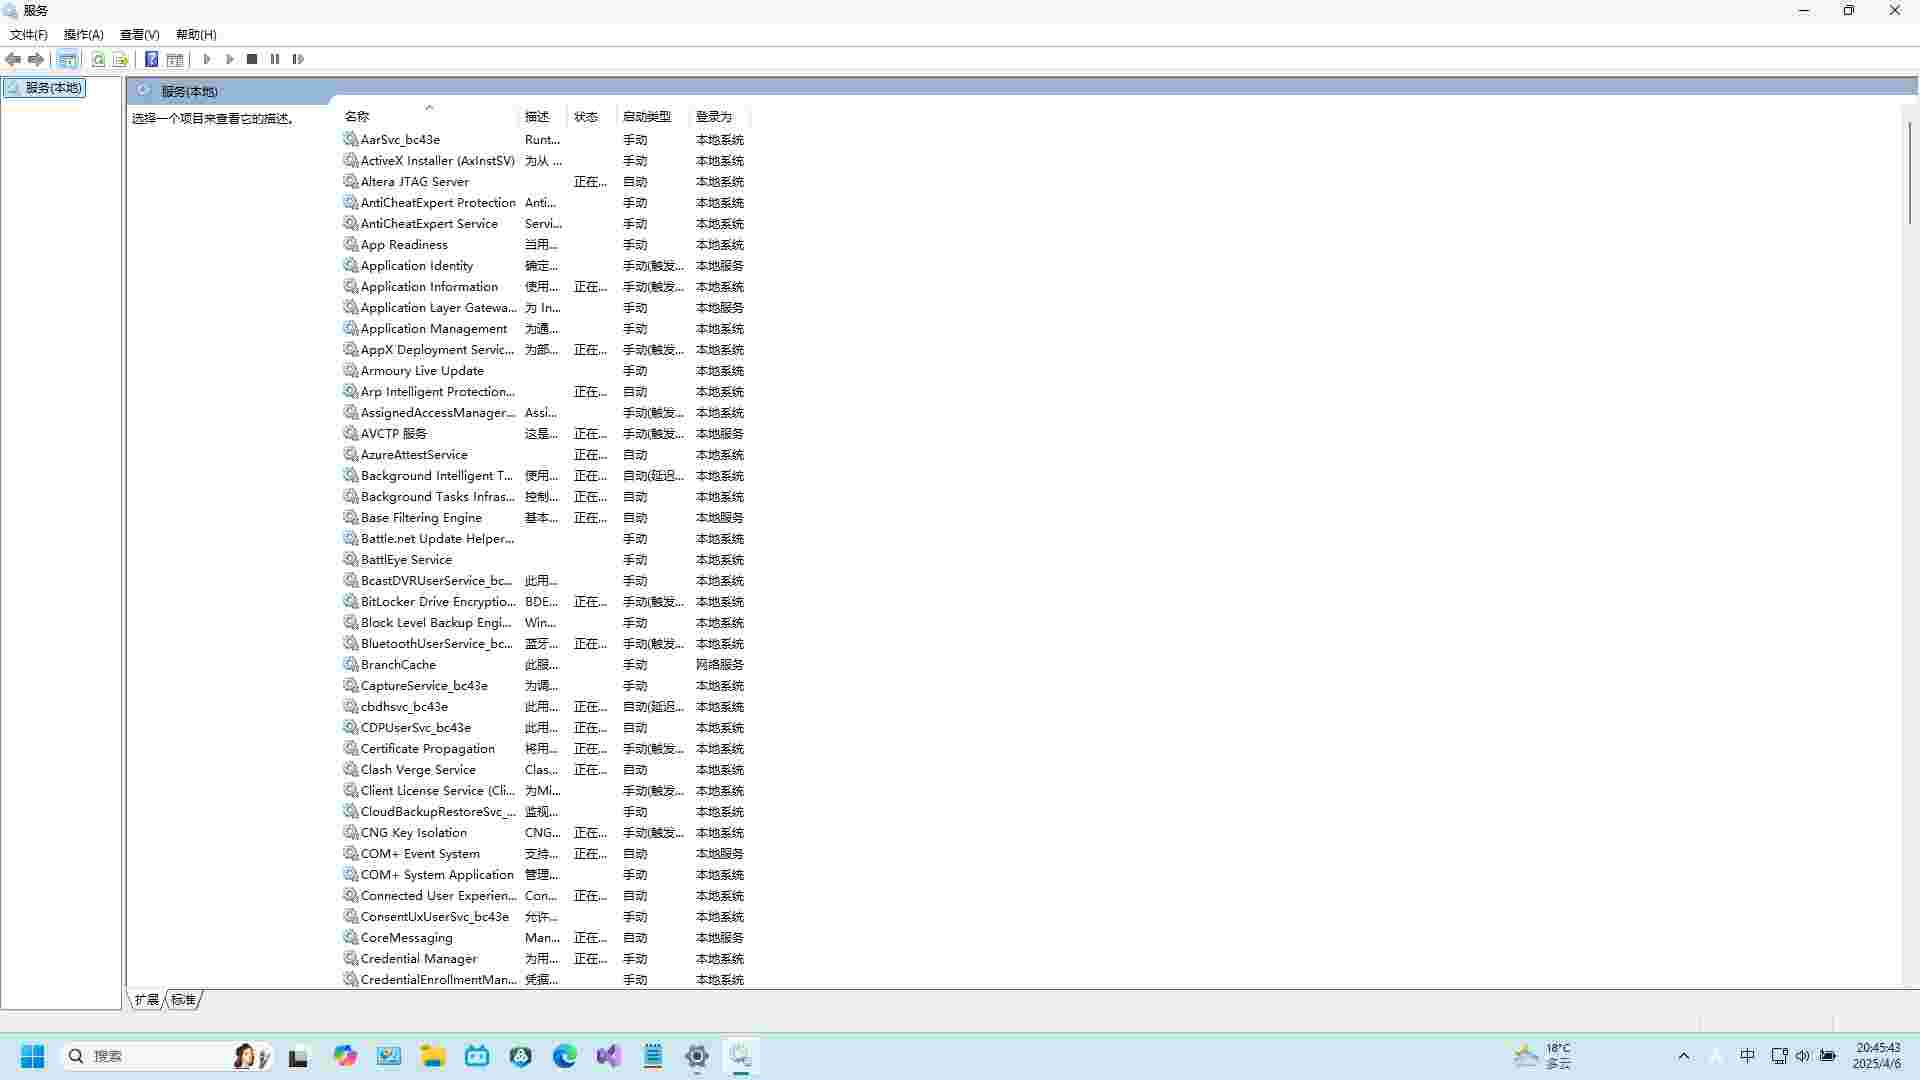 服务
文件(F) 操作(A) 查看(V) 帮助(H)
服务(本地)
服务(本地)
选择一个项目来查看它的描述。
名称 描述 状态 启动类型 登录为
AarSvc_bc43e Runt... 手动 本地系统
ActiveX Installer (AxInstSV) 为从 ... 手动 本地系统
Altera JTAG Server 正在... 自动 本地系统
AntiCheatExpert Protection Anti... 手动 本地系统
AntiCheatExpert Service Servi... 手动 本地系统
App Readiness 当用... 手动 本地系统
Application Identity 确定... 手动(触发... 本地服务
Application Information 使用... 正在... 手动(触发... 本地系统
Application Layer Gatewa... 为 In... 手动 本地服务
Application Management 为通... 手动 本地系统
AppX Deployment Servic... 为部... 正在... 手动(触发... 本地系统
Armoury Live Update 手动 本地系统
Arp Intelligent Protection... 正在... 自动 本地系统
AssignedAccessManager... Assi... 手动(触发... 本地系统
AVCTP 服务 这是... 正在... 手动(触发... 本地服务
AzureAttestService 正在... 自动 本地系统
Background Intelligent T... 使用... 正在... 自动(延迟... 本地系统
Background Tasks Infras... 控制... 正在... 自动 本地系统
Base Filtering Engine 基本... 正在... 自动 本地服务
Battle.net Update Helper... 手动 本地系统
BattlEye Service 手动 本地系统
BcastDVRUserService_bc... 此用... 手动 本地系统
BitLocker Drive Encryptio... BDE... 正在... 手动(触发... 本地系统
Block Level Backup Engi... Win... 手动 本地系统
BluetoothUserService_bc... 蓝牙... 正在... 手动(触发... 本地系统
BranchCache 此服... 手动 网络服务
CaptureService_bc43e 为调... 手动 本地系统
cbdhsvc_bc43e 此用... 正在... 自动(延迟... 本地系统
CDPUserSvc_bc43e 此用... 正在... 自动 本地系统
Certificate Propagation 将用... 正在... 手动(触发... 本地系统
Clash Verge Service Clas... 正在... 自动 本地系统
Client License Service (Cli... 为Mi... 手动(触发... 本地系统
CloudBackupRestoreSvc_... 监视... 手动 本地系统
CNG Key Isolation CNG... 正在... 手动(触发... 本地系统
COM+ Event System 支持... 正在... 自动 本地服务
COM+ System Application 管理... 手动 本地系统
Connected User Experien... Con... 正在... 自动 本地系统
ConsentUxUserSvc_bc43e 允许... 手动 本地系统
CoreMessaging Man... 正在... 自动 本地服务
Credential Manager 为用... 正在... 手动 本地系统
CredentialEnrollmentMan... 凭据... 手动 本地系统
扩展 标准
搜索
18°C
多云
中
20:45:43
2025/4/6